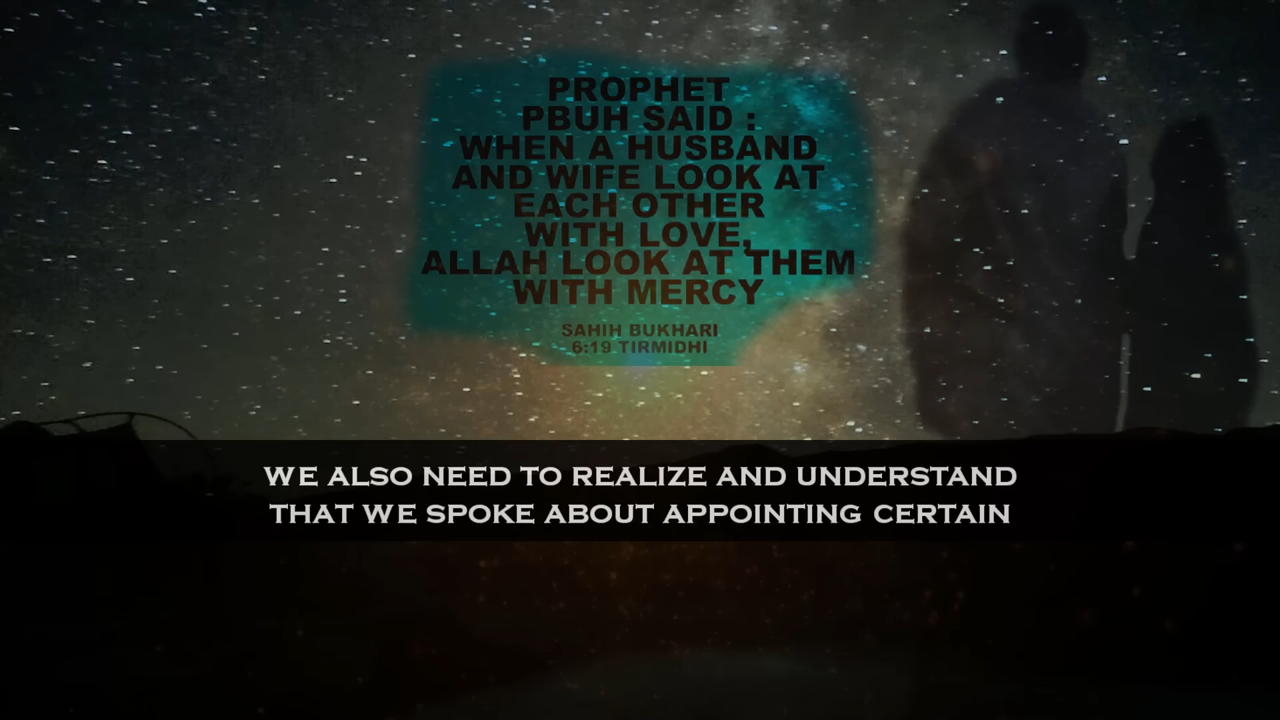 PROPHET
PBUH SAID :
WHEN A HUSBAND
AND WIFE LOOK AT
EACH OTHER
WITH LOVE,
ALLAH LOOK AT THEM
WITH MERCY
SAHIH BUKHARI
6:19 TIRMIDHI
WE ALSO NEED TO REALIZE AND UNDERSTAND
THAT WE SPOKE ABOUT APPOINTING CERTAIN